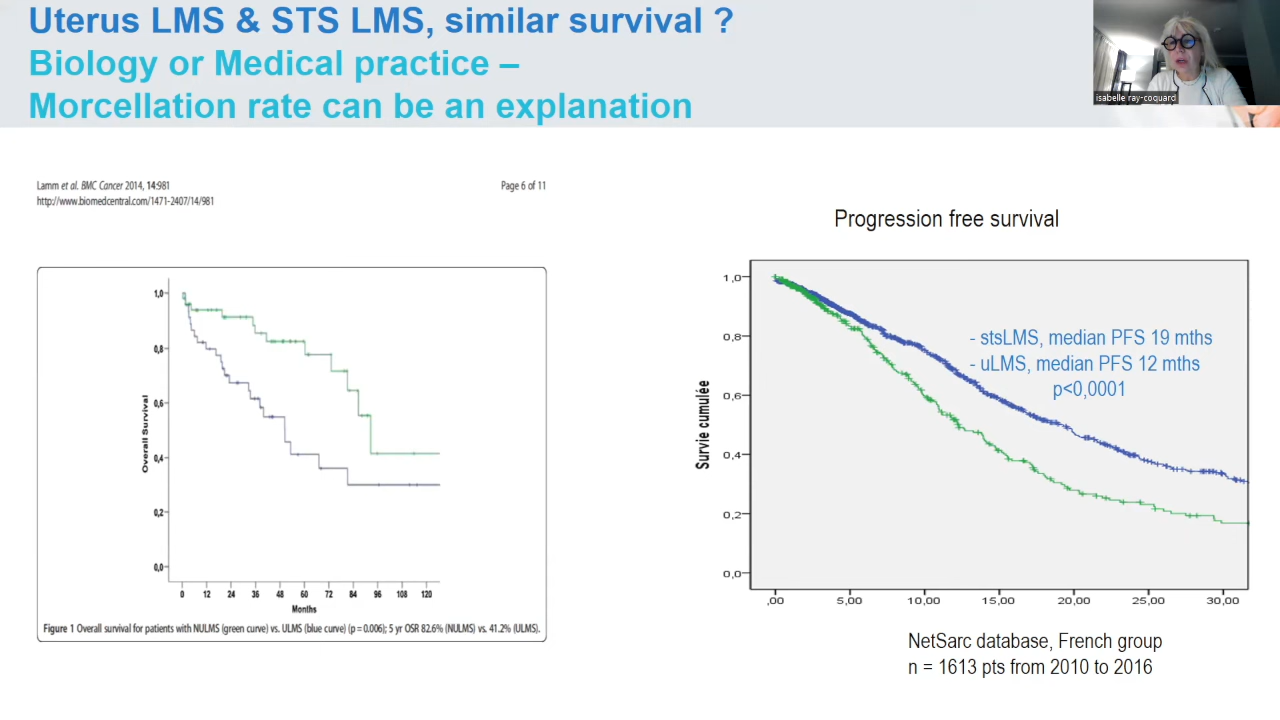 Uterus LMS & STS LMS, similar survival ?
Biology or Medical practice –
Morcellation rate can be an explanation
isabelle ray-coquard
Lamm et al. BMC Cancer 2014, 14:981
Page 6 of 11
http://www.biomedcentral.com/1471-2407/14/981
Overall Survival
1,0
0,8
0,6
0,4
0,2
0,0
0 12 24 36 48 60 72 84 96 108 120
Months
Figure 1 Overall survival for patients with NULMS (green curve) vs. ULMS (blue curve) (p = 0.006); 5 yr OSR 82.6% (NULMS) vs. 41.2% (ULMS).
Progression free survival
Survie cumulée
1,0
0,8
0,6
0,4
0,2
0,0
- stsLMS, median PFS 19 mths
- uLMS, median PFS 12 mths
p<0,0001
,00 5,00 10,00 15,00 20,00 25,00 30,00
NetSarc database, French group
n = 1613 pts from 2010 to 2016